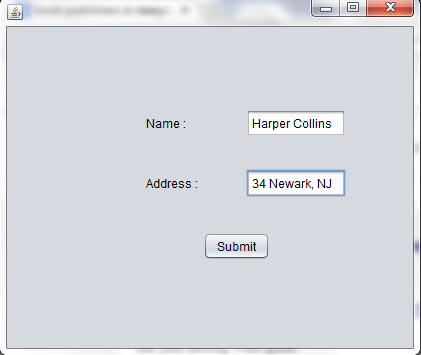 Name :
Harper Collins
Address :
34 Newark, NJ
Submit